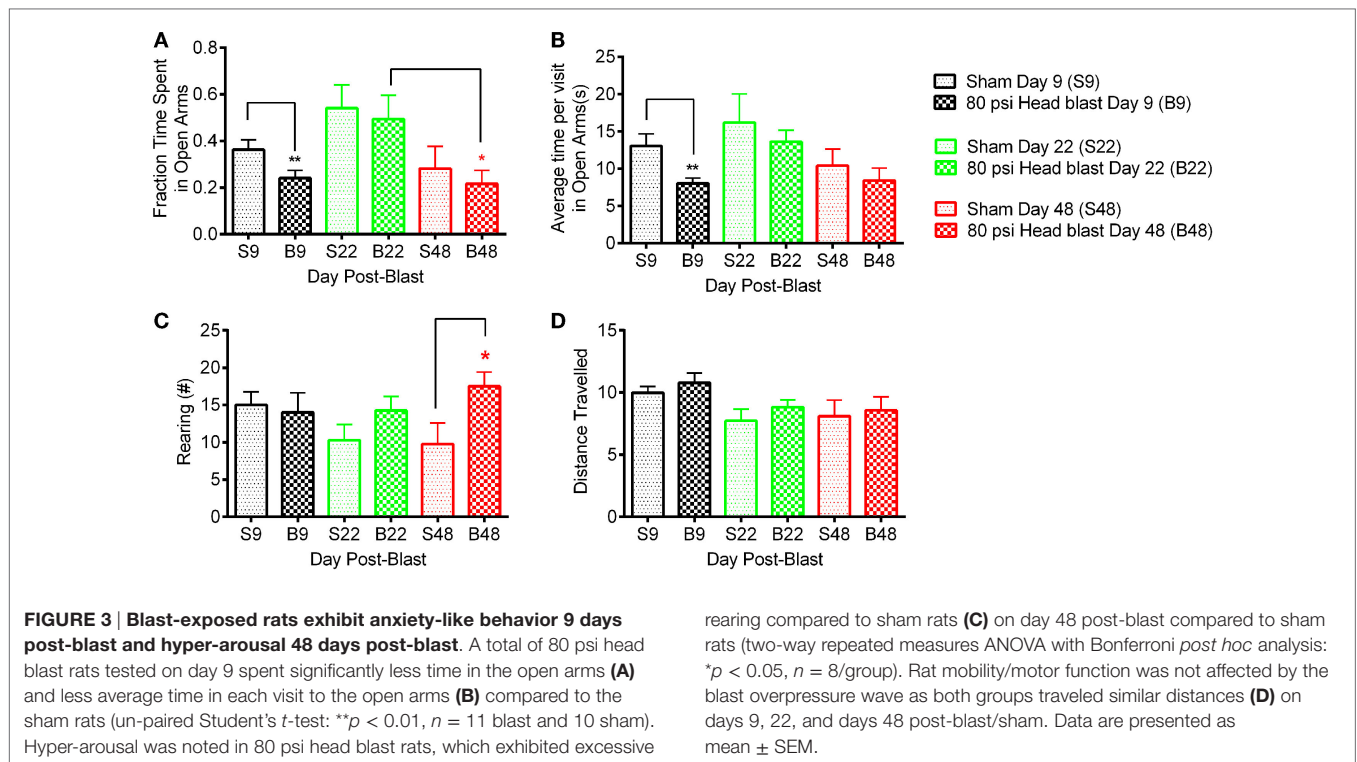 A
Fraction Time Spent
in Open Arms
0.8
0.6
0.4
0.2
0.0
**
*
S9 B9 S22 B22 S48 B48
Day Post-Blast
B
Average time per visit
in Open Arms(s)
25
20
15
10
5
0
**
S9 B9 S22 B22 S48 B48
Day Post-Blast
Sham Day 9 (S9)
80 psi Head blast Day 9 (B9)
Sham Day 22 (S22)
80 psi Head blast Day 22 (B22)
Sham Day 48 (S48)
80 psi Head blast Day 48 (B48)
C
Rearing (#)
25
20
15
10
5
0
*
S9 B9 S22 B22 S48 B48
Day Post-Blast
D
Distance Travelled
15
10
5
0
S9 B9 S22 B22 S48 B48
Day Post-Blast
FIGURE 3 | Blast-exposed rats exhibit anxiety-like behavior 9 days
post-blast and hyper-arousal 48 days post-blast. A total of 80 psi head
blast rats tested on day 9 spent significantly less time in the open arms (A)
and less average time in each visit to the open arms (B) compared to the
sham rats (un-paired Student's t-test: **p < 0.01, n = 11 blast and 10 sham).
Hyper-arousal was noted in 80 psi head blast rats, which exhibited excessive
rearing compared to sham rats (C) on day 48 post-blast compared to sham
rats (two-way repeated measures ANOVA with Bonferroni post hoc analysis:
*p < 0.05, n = 8/group). Rat mobility/motor function was not affected by the
blast overpressure wave as both groups traveled similar distances (D) on
days 9, 22, and days 48 post-blast/sham. Data are presented as
mean ± SEM.